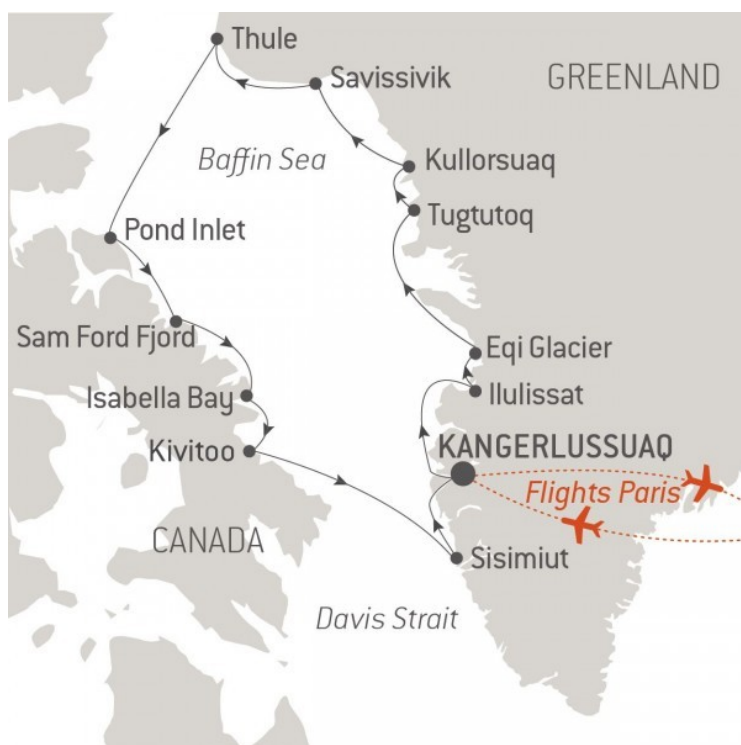 Thule
Savissivik
GREENLAND
Baffin Sea
Kullorsuaq
Tugtutoq
Pond Inlet
Sam Ford Fjord
Eqi Glacier
Isabella Bay
Ilulissat
Kivitoo
KANGERLUSSUAQ
Flights Paris
CANADA
Sisimiut
Davis Strait